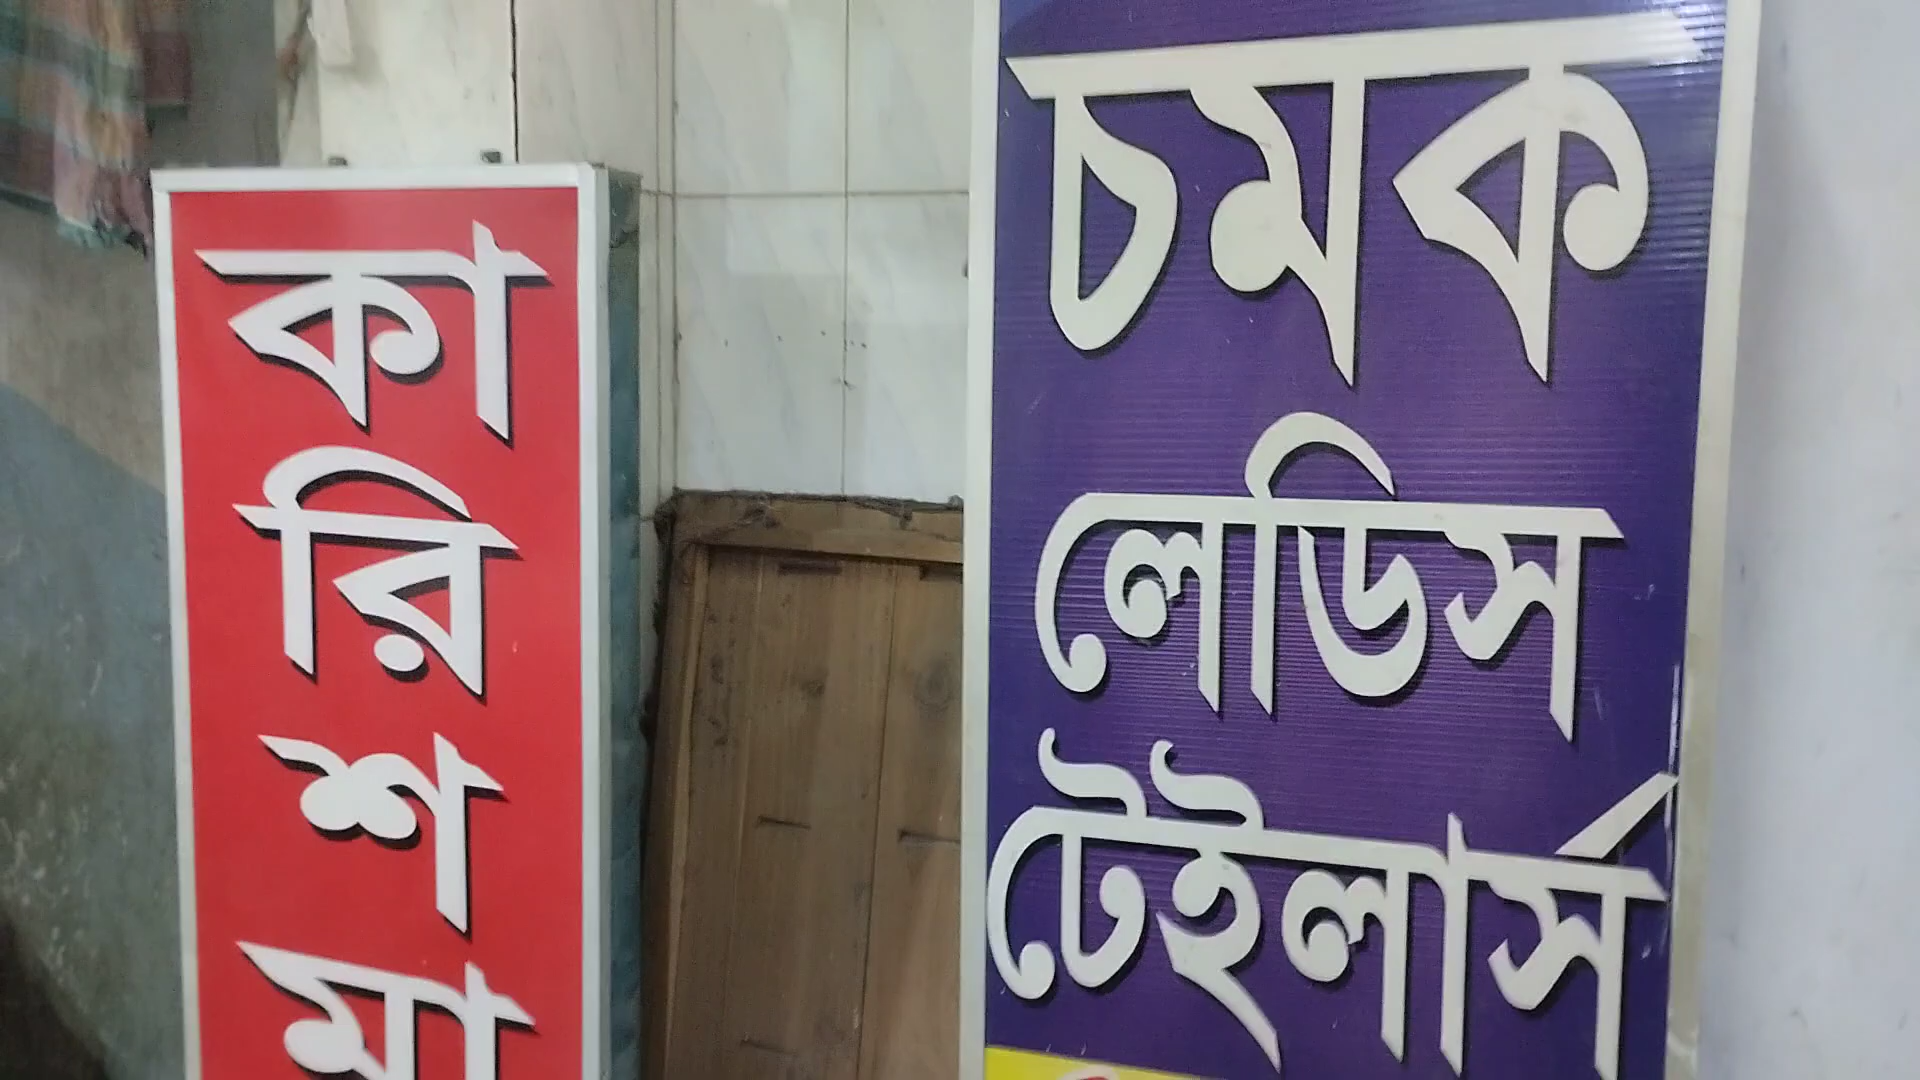 কা
রি
শ
মা
চমক
লেডিস
টেইলার্স